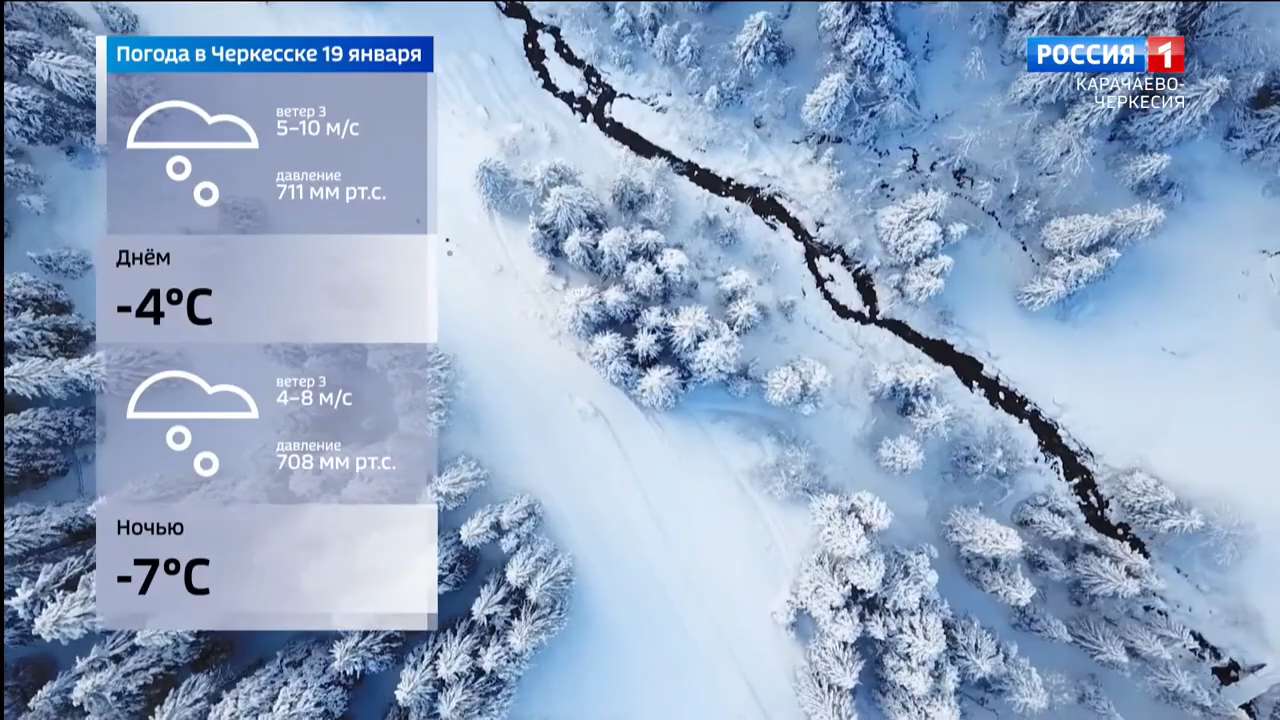 Погода в Черкесске 19 января
РОССИЯ 1
КАРАЧАЕВО-
ЧЕРКЕСИЯ
ветер З
5–10 м/с
давление
711 мм рт.с.
Днём
-4°C
ветер З
4–8 м/с
давление
708 мм рт.с.
Ночью
-7°C